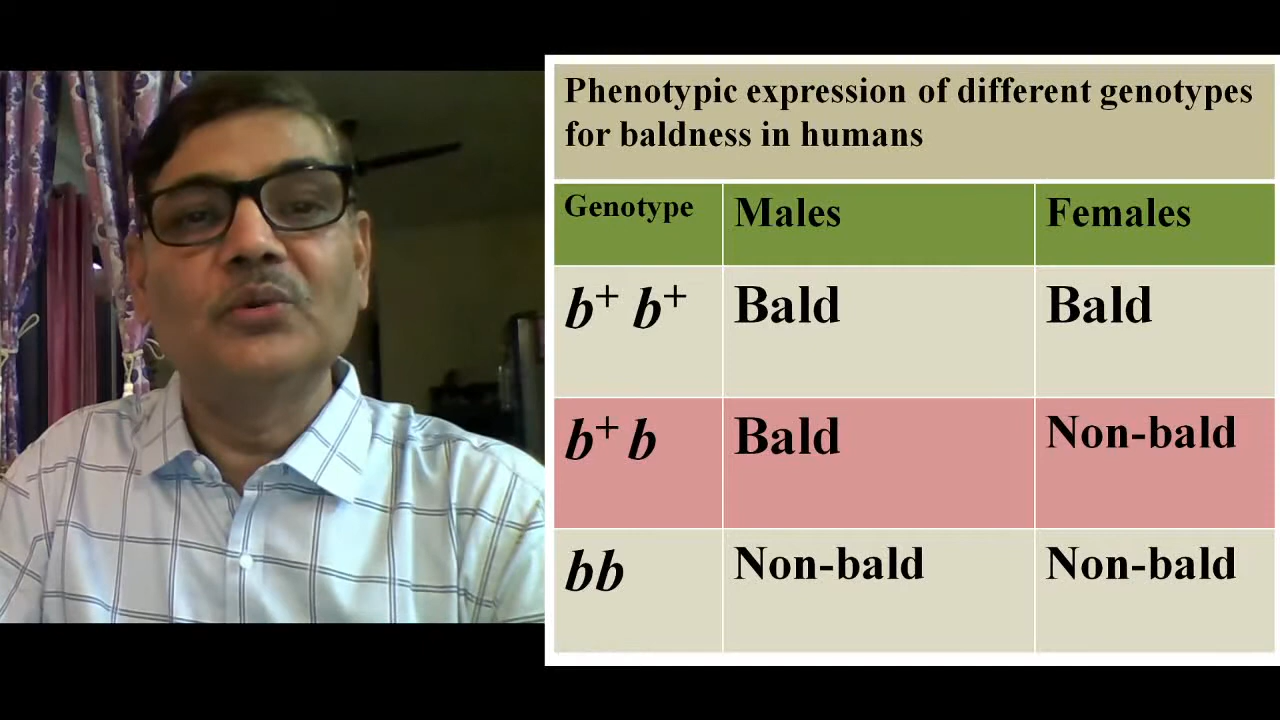 Phenotypic expression of different genotypes
for baldness in humans
Genotype Males Females
b⁺ b⁺ Bald Bald
b⁺ b Bald Non-bald
bb Non-bald Non-bald